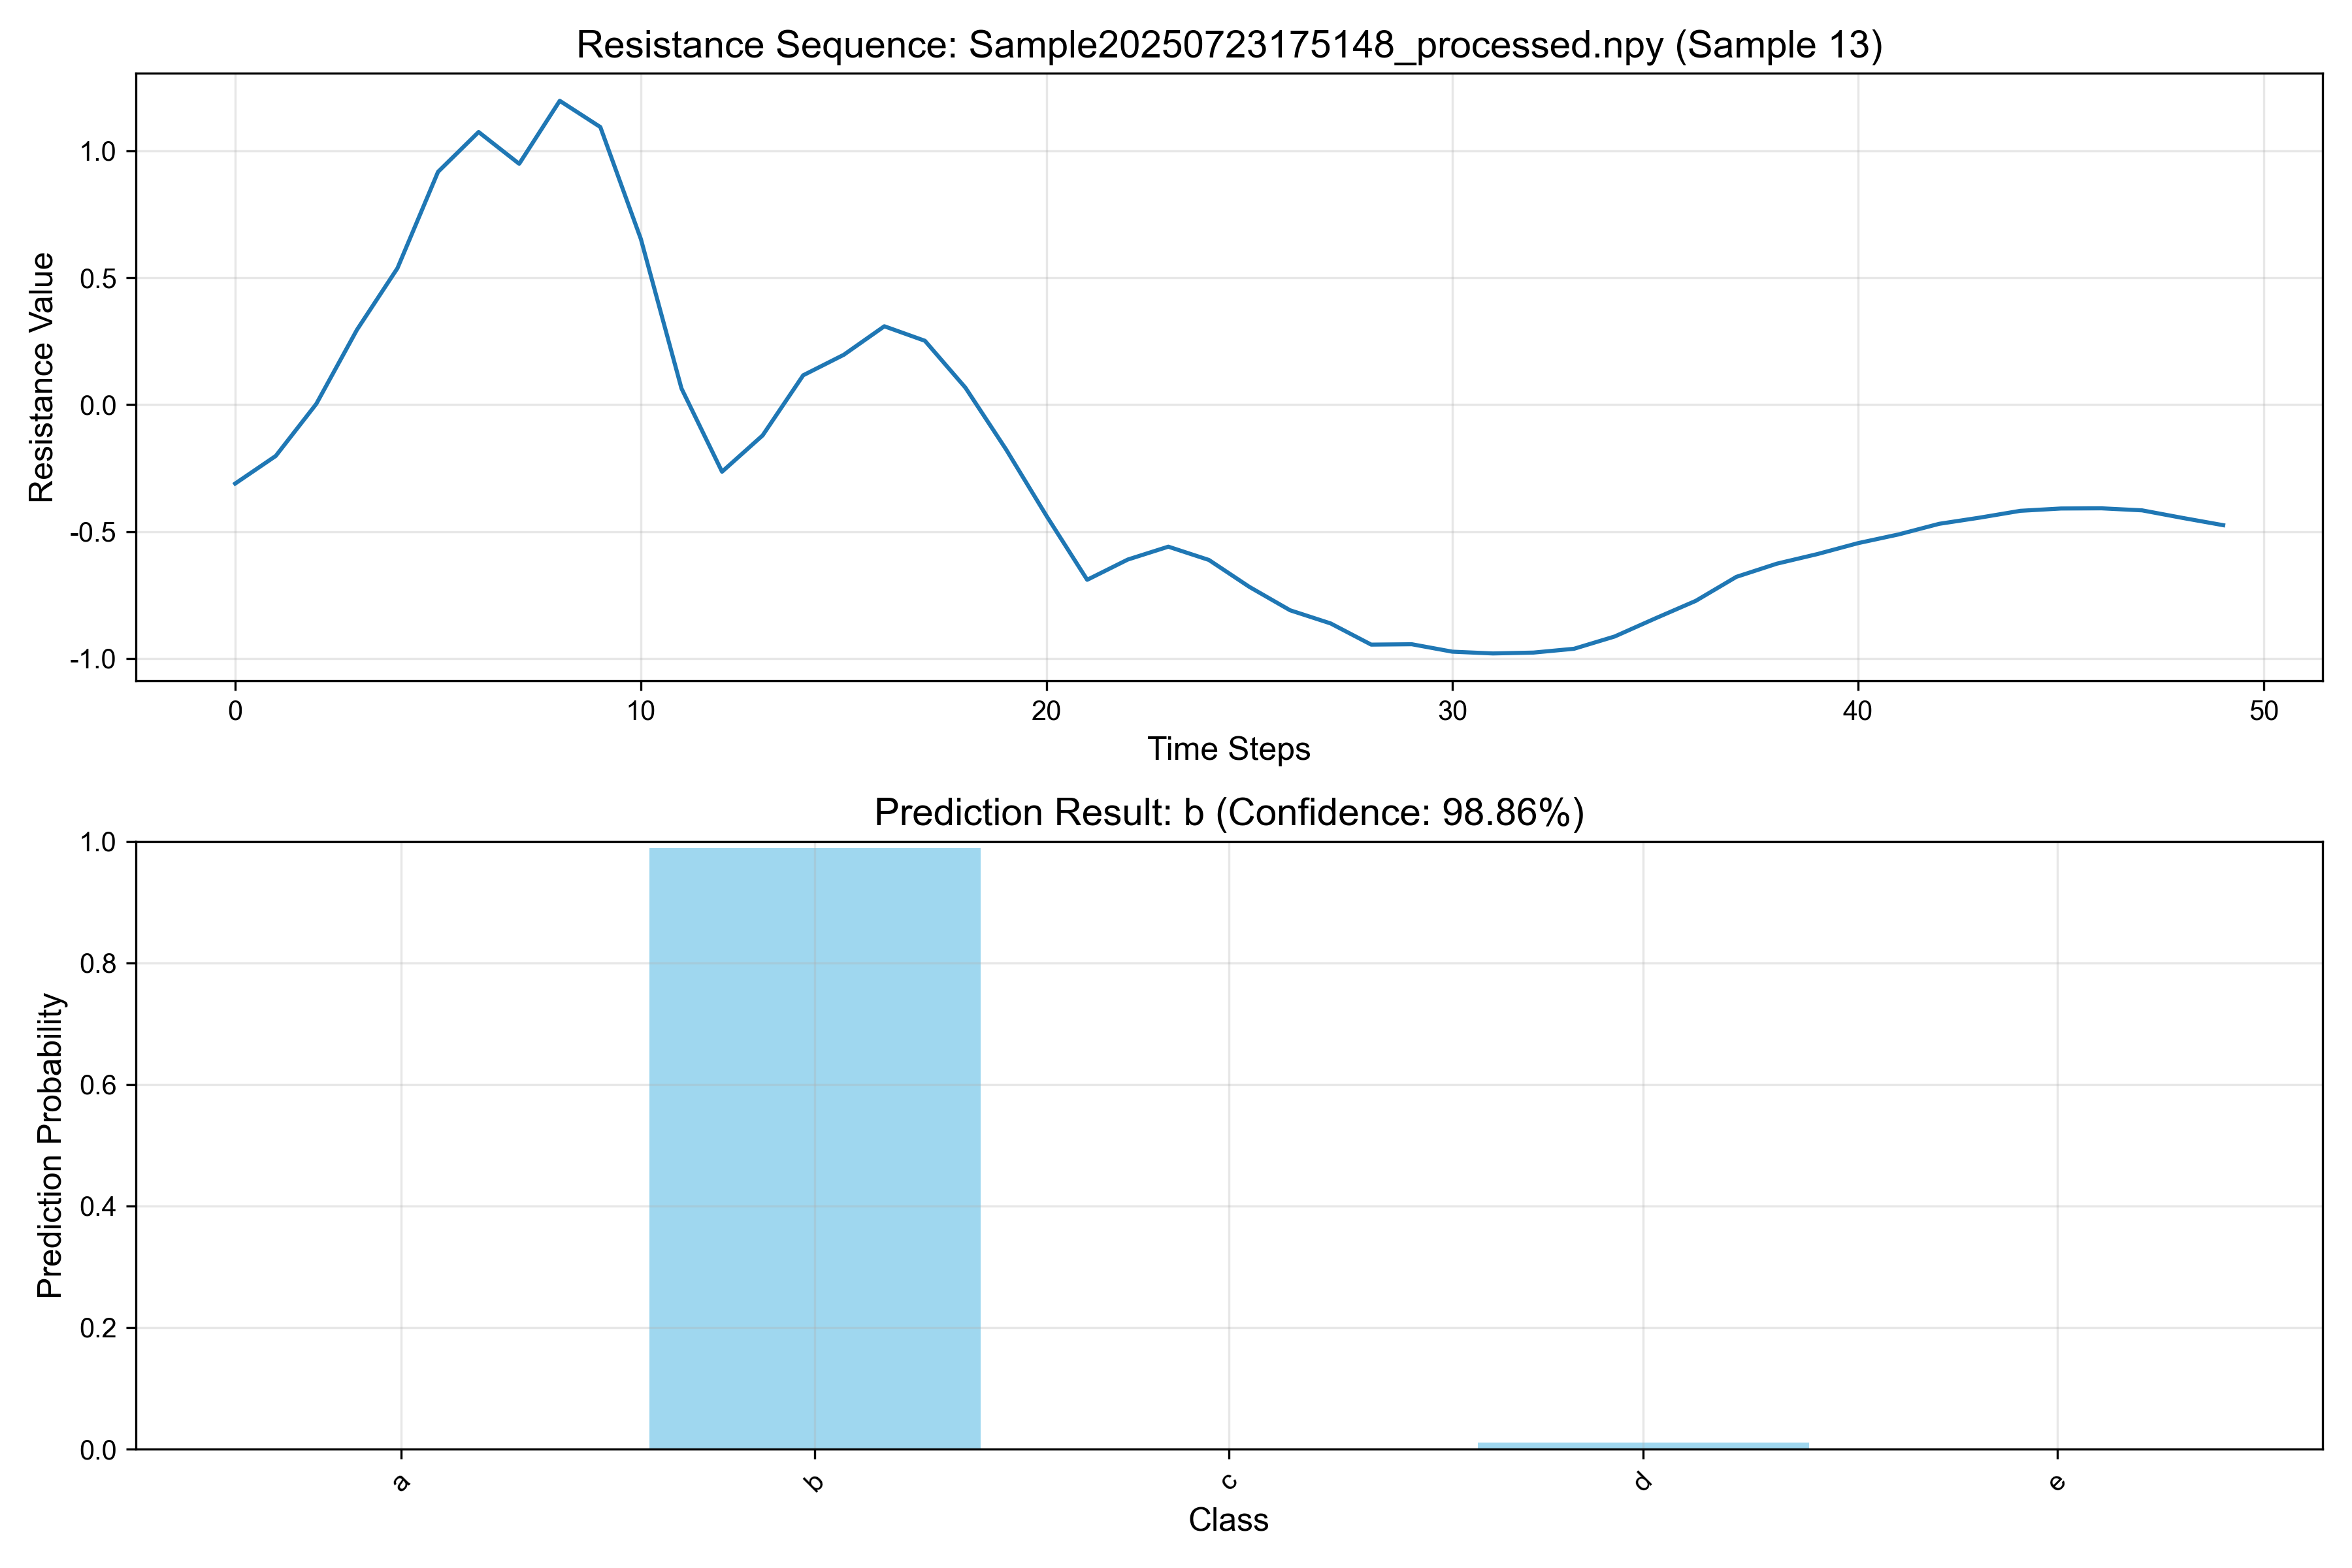 Resistance Sequence: Sample20250723175148_processed.npy (Sample 13)
Resistance Value
1.0
0.5
0.0
-0.5
-1.0
0 10 20 30 40 50
Time Steps
Prediction Result: b (Confidence: 98.86%)
Prediction Probability
1.0
0.8
0.6
0.4
0.2
0.0
a b c d e
Class